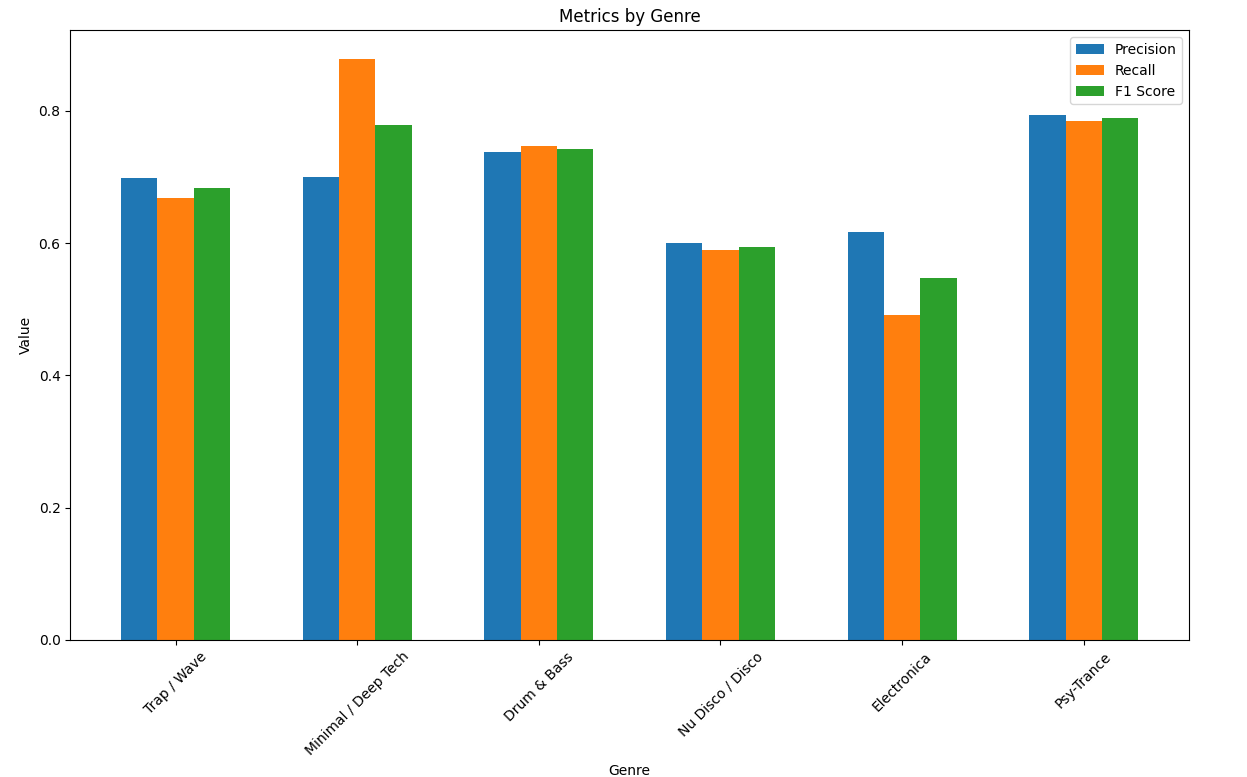 Metrics by Genre
Precision
Recall
F1 Score
0.8
0.6
0.4
0.2
0.0
Value
Trap / Wave
Minimal / Deep Tech
Drum & Bass
Nu Disco / Disco
Electronica
Psy-Trance
Genre